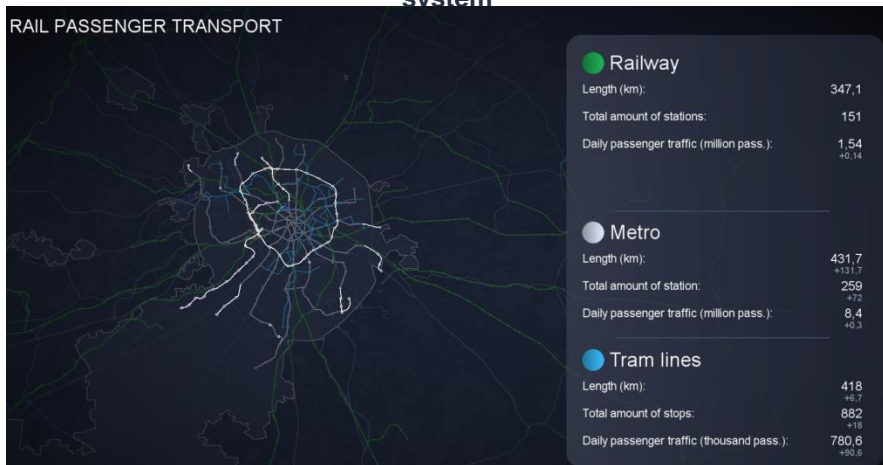 system
RAIL PASSENGER TRANSPORT
Railway
Length (km): 347,1
Total amount of stations: 151
Daily passenger traffic (million pass.): 1,54
+0,14
Metro
Length (km): 431,7
+131,7
Total amount of station: 259
+72
Daily passenger traffic (million pass.): 8,4
+0,3
Tram lines
Length (km): 418
+6,7
Total amount of stops: 882
+18
Daily passenger traffic (thousand pass.): 780,6
+90,6